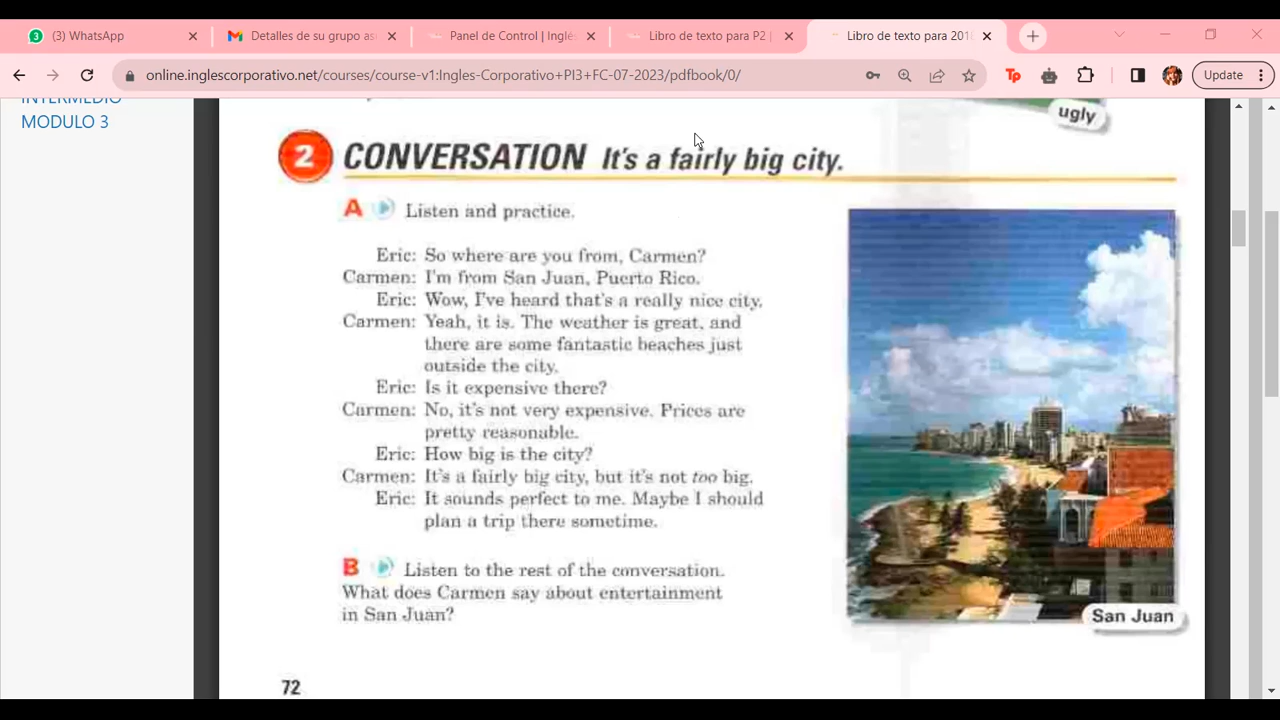 (3) WhatsApp
Detalles de su grupo as
Panel de Control | Inglé
Libro de texto para P2 |
Libro de texto para 2018
online.inglescorporativo.net/courses/course-v1:Ingles-Corporativo+PI3+FC-07-2023/pdfbook/0/
Update
INTERMEDIO
MODULO 3
ugly
2 CONVERSATION It's a fairly big city.
A Listen and practice.
Eric: So where are you from, Carmen?
Carmen: I'm from San Juan, Puerto Rico.
Eric: Wow, I've heard that's a really nice city.
Carmen: Yeah, it is. The weather is great, and
there are some fantastic beaches just
outside the city.
Eric: Is it expensive there?
Carmen: No, it's not very expensive. Prices are
pretty reasonable.
Eric: How big is the city?
Carmen: It's a fairly big city, but it's not too big.
Eric: It sounds perfect to me. Maybe I should
plan a trip there sometime.
B Listen to the rest of the conversation.
What does Carmen say about entertainment
in San Juan?
San Juan
72